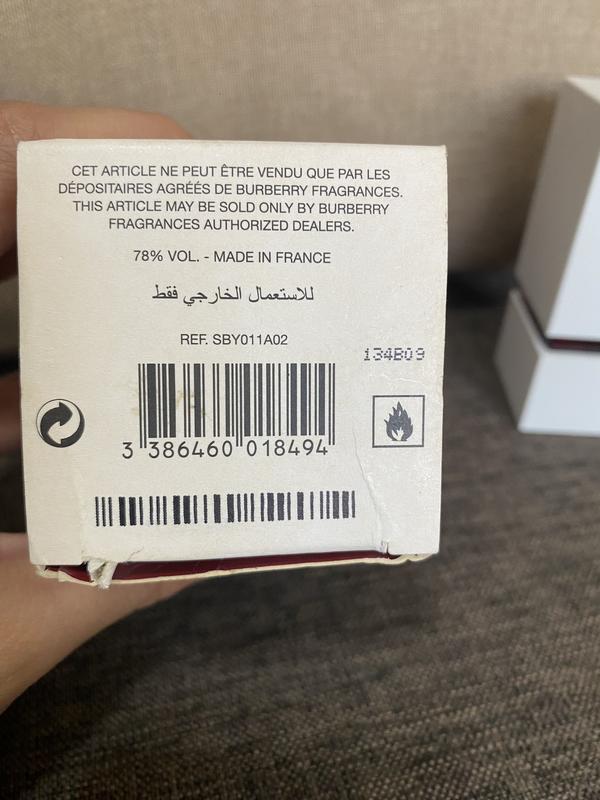 CET ARTICLE NE PEUT ÊTRE VENDU QUE PAR LES
DÉPOSITAIRES AGRÉÉS DE BURBERRY FRAGRANCES.
THIS ARTICLE MAY BE SOLD ONLY BY BURBERRY
FRAGRANCES AUTHORIZED DEALERS.
78% VOL. - MADE IN FRANCE
للاستعمال الخارجي فقط
REF. SBY011A02
134B09
3 386460 018494